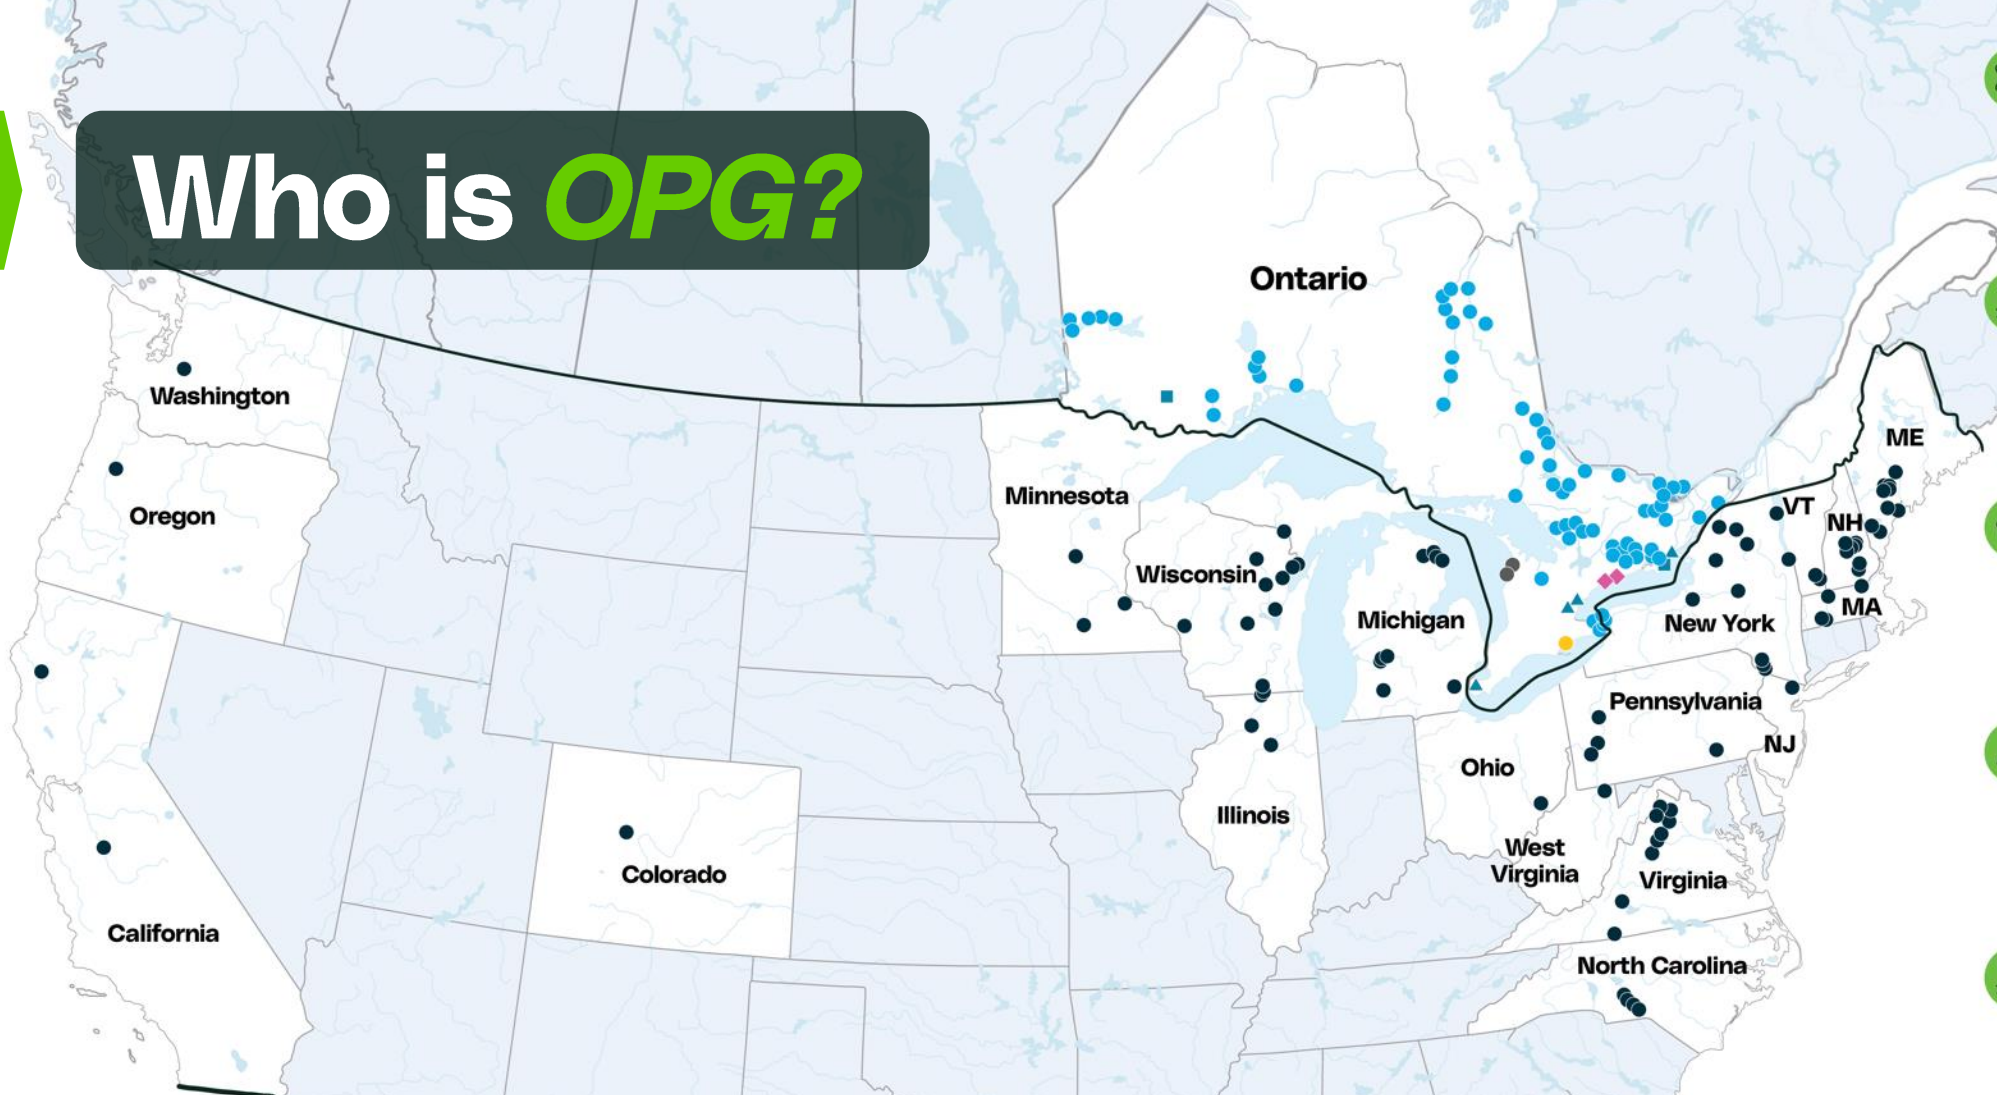 Who is OPG?
Ontario
Washington
Oregon
California
Colorado
Minnesota
Wisconsin
Michigan
Illinois
Ohio
West
Virginia
Virginia
North Carolina
Pennsylvania
NJ
New York
MA
NH
VT
ME